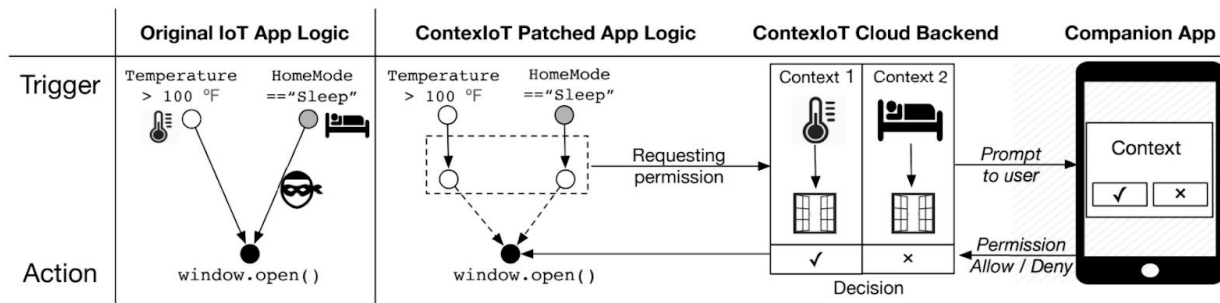 Original IoT App Logic
ContexIoT Patched App Logic
ContexIoT Cloud Backend
Companion App
Trigger
Temperature
> 100 °F
HomeMode
=="Sleep"
Temperature
> 100 °F
HomeMode
=="Sleep"
Requesting
permission
Context 1
Context 2
Prompt
to user
Context
✓
×
Action
window.open()
window.open()
✓
×
Decision
Permission
Allow / Deny